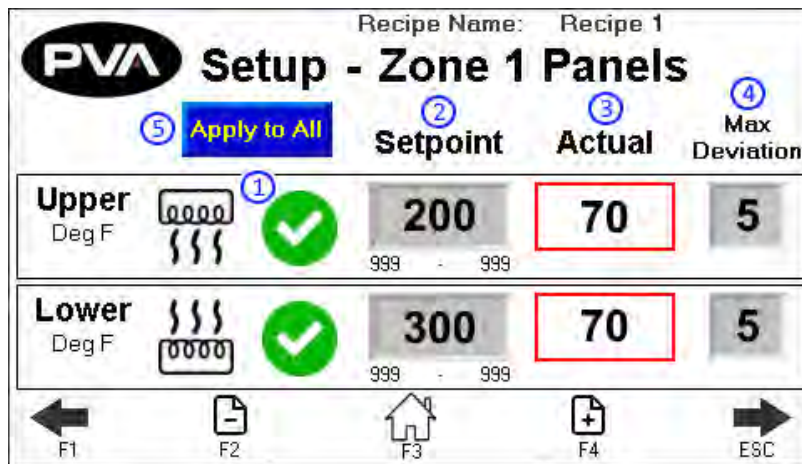 Recipe Name: Recipe 1
PVA Setup - Zone 1 Panels
5 Apply to All 2 Setpoint 3 Actual 4 Max Deviation
1
Upper 200 70 5
Deg F
999 - 999
Lower 300 70 5
Deg F
999 - 999
F1 F2 F3 F4 ESC